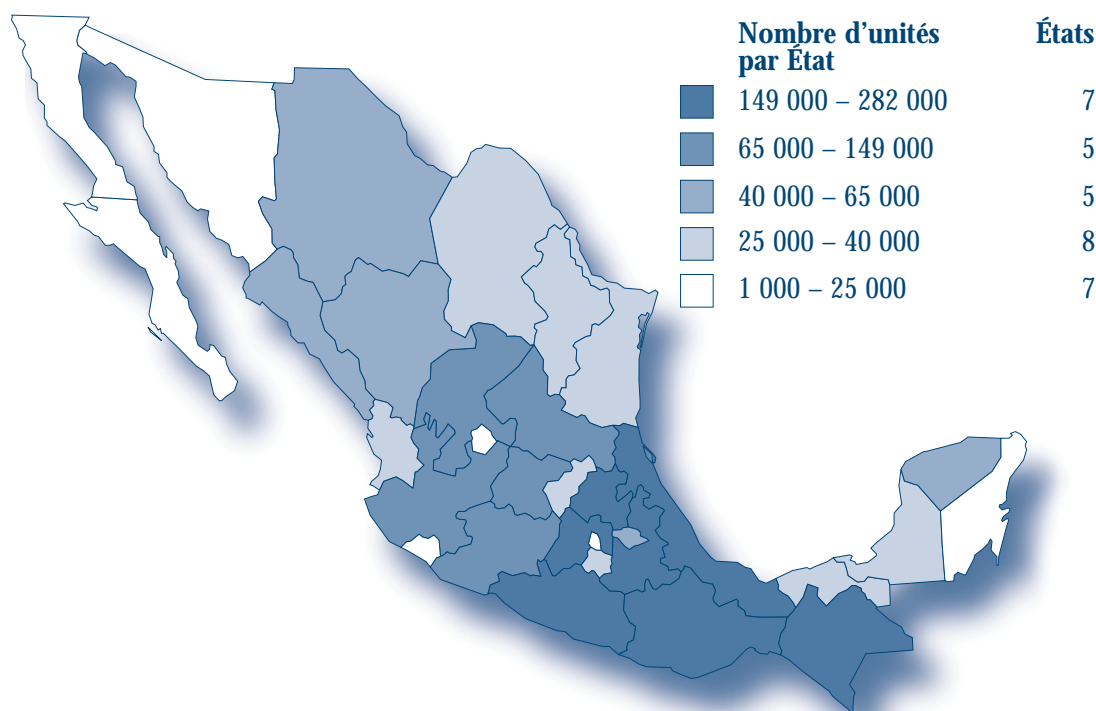 Nombre d'unités États
par État
149 000 – 282 000 7
65 000 – 149 000 5
40 000 – 65 000 5
25 000 – 40 000 8
1 000 – 25 000 7